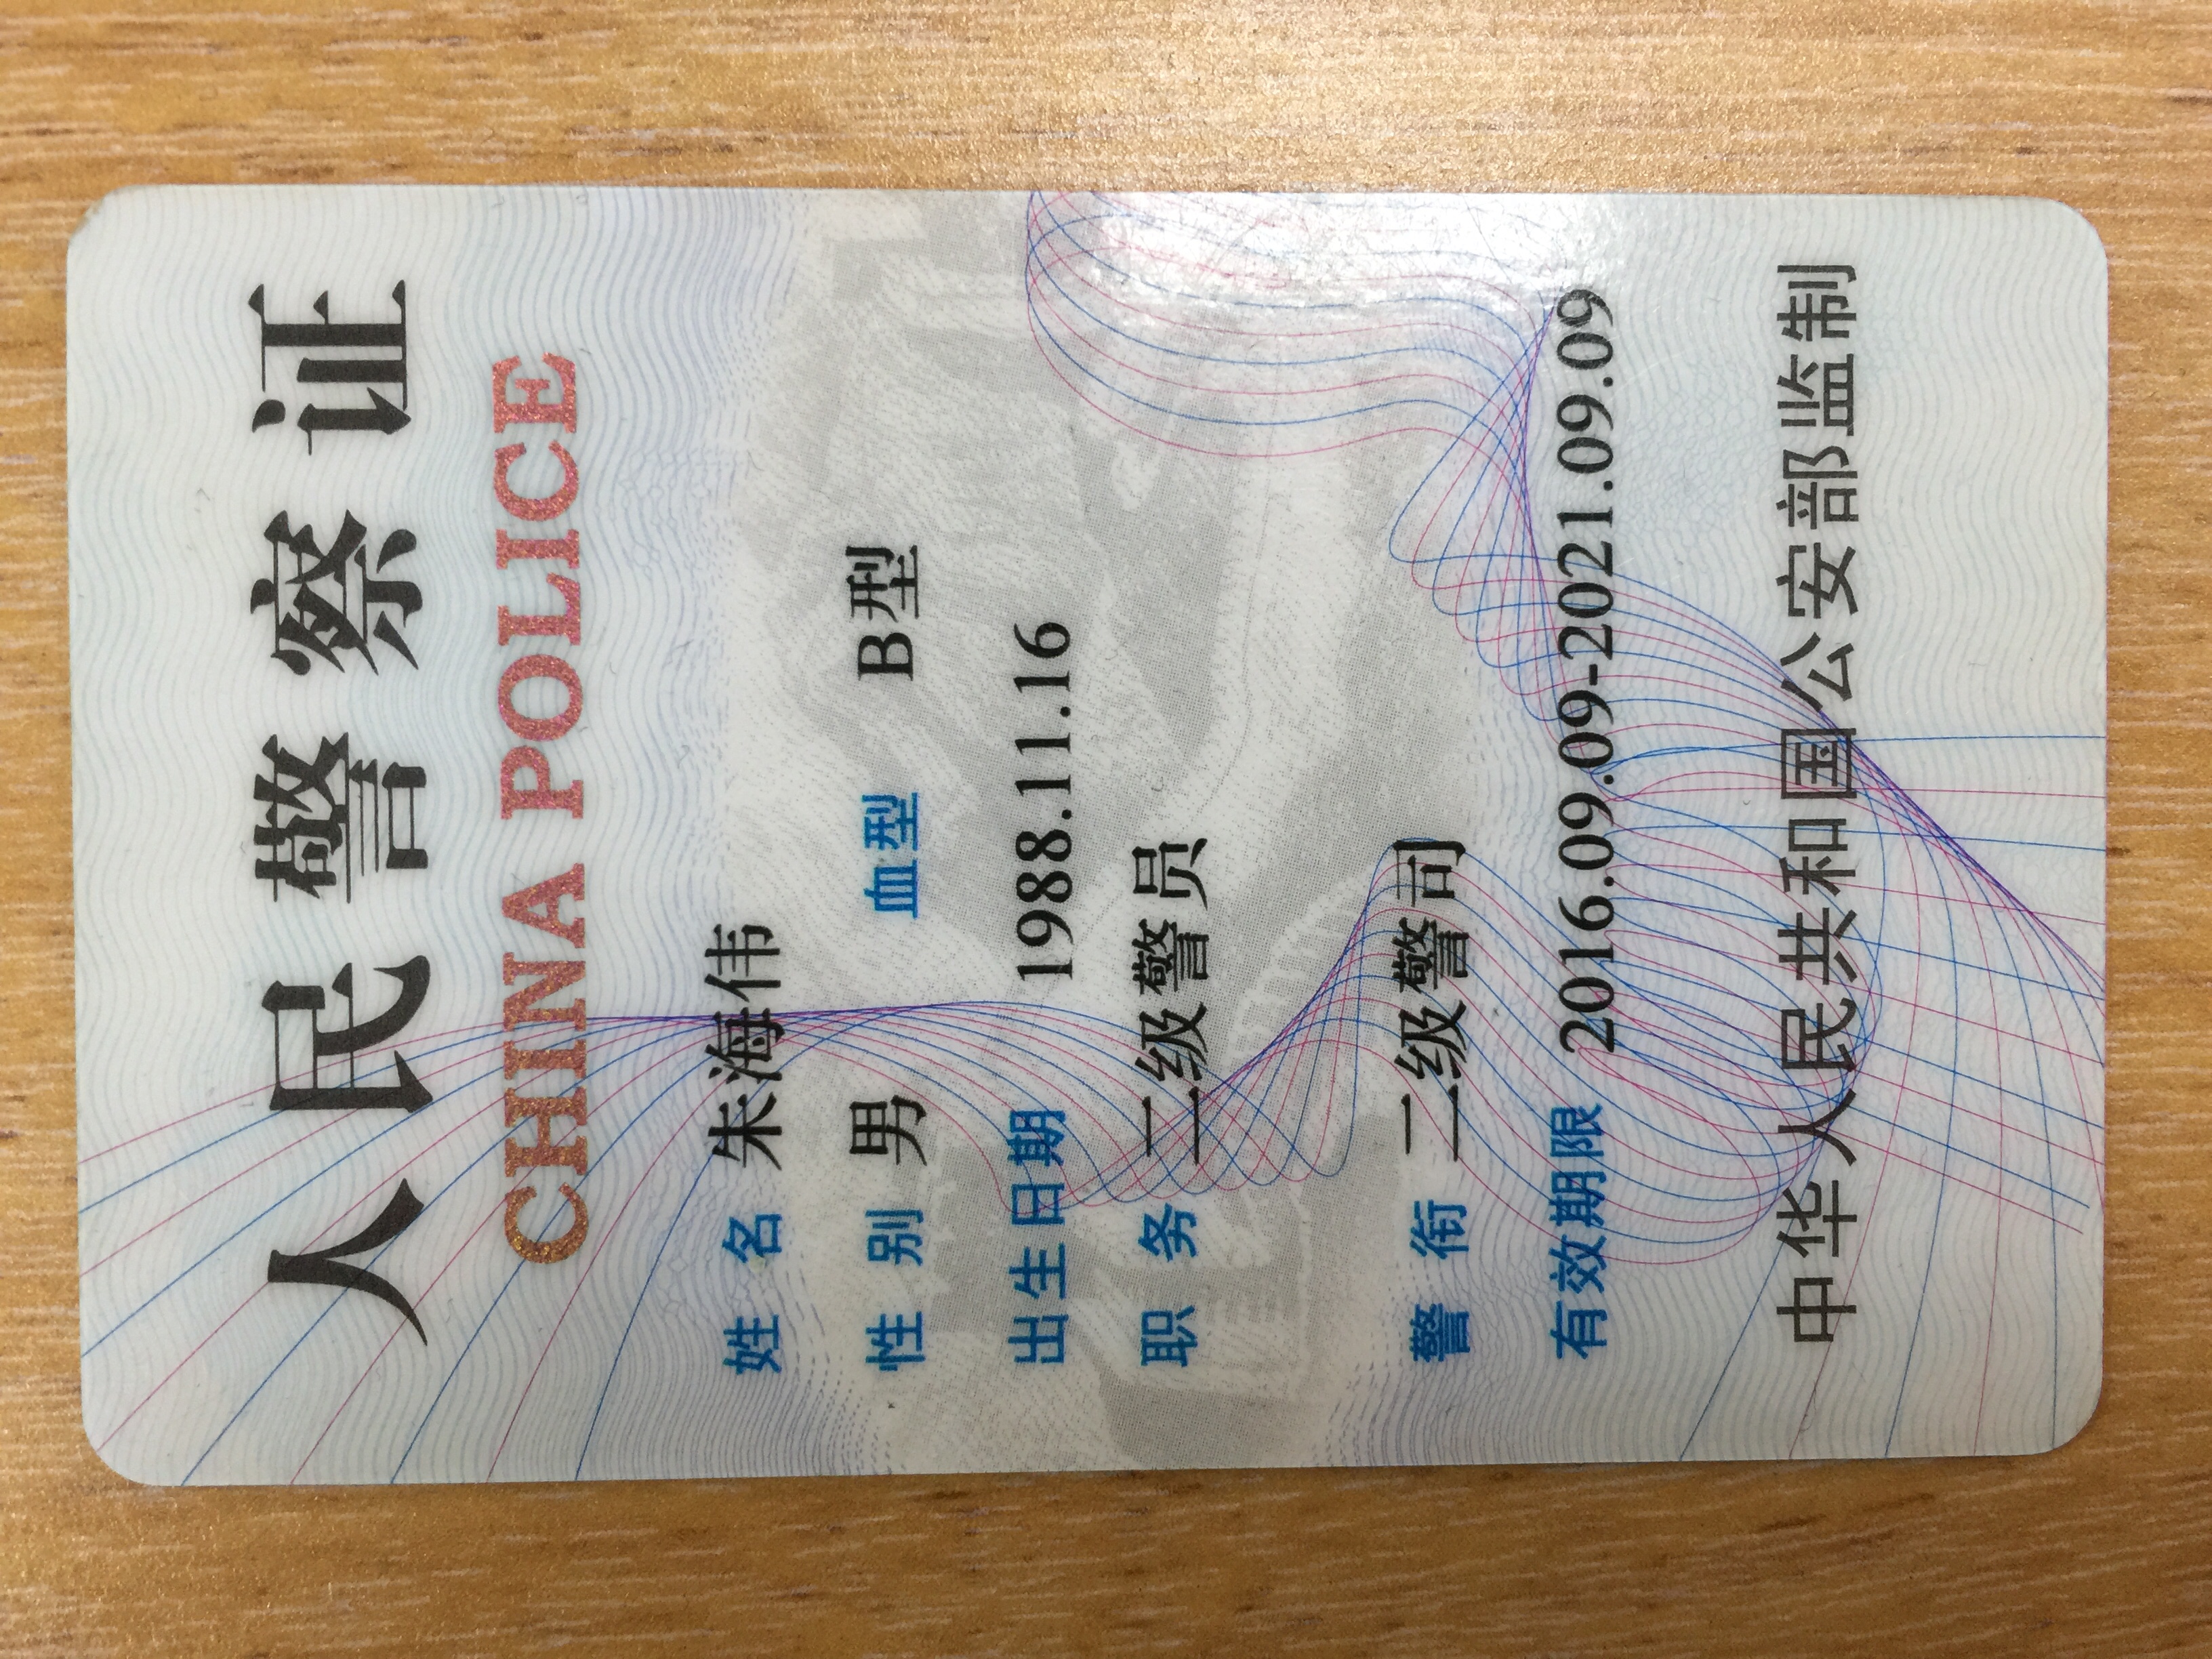 人民警察证
CHINA POLICE
姓名 朱海伟
性别 男 血型 B型
出生日期 1988.11.16
职务 二级警员
警衔 二级警司
有效期限 2016.09.09-2021.09.09
中华人民共和国公安部监制